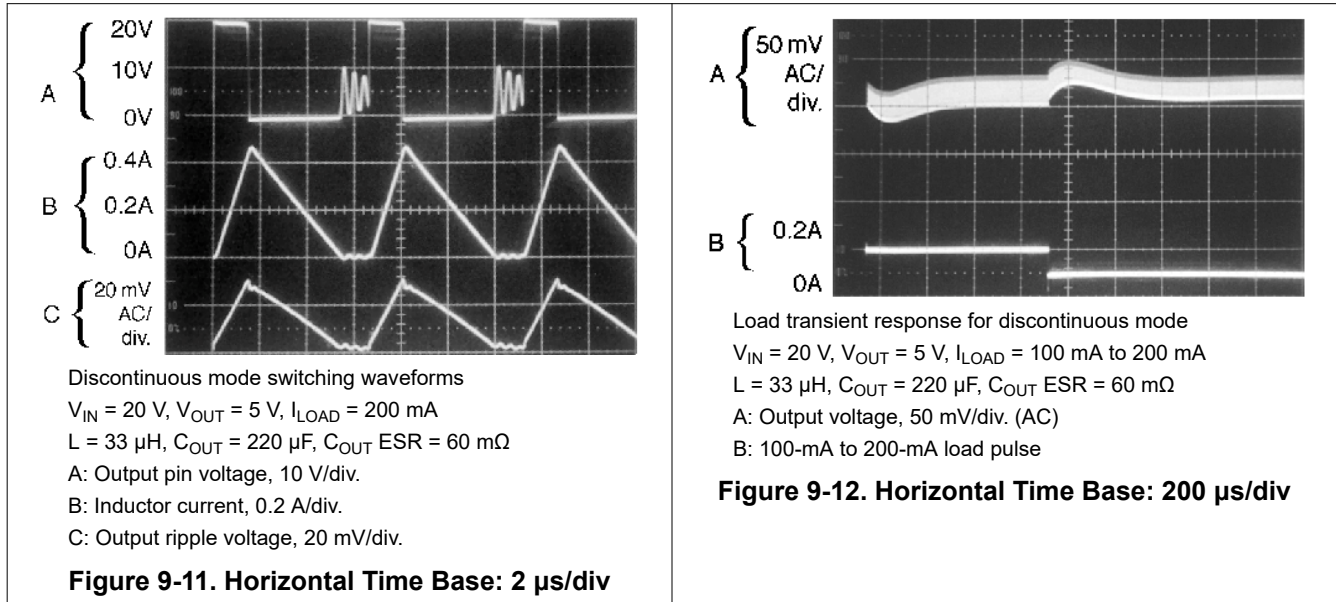 A
20V
10V
0V
B
0.4A
0.2A
0A
C
20 mV
AC/
div.
Discontinuous mode switching waveforms
V_IN = 20 V, V_OUT = 5 V, I_LOAD = 200 mA
L = 33 µH, C_OUT = 220 µF, C_OUT ESR = 60 mΩ
A: Output pin voltage, 10 V/div.
B: Inductor current, 0.2 A/div.
C: Output ripple voltage, 20 mV/div.
Figure 9-11. Horizontal Time Base: 2 µs/div
A
50 mV
AC/
div.
B
0.2A
0A
Load transient response for discontinuous mode
V_IN = 20 V, V_OUT = 5 V, I_LOAD = 100 mA to 200 mA
L = 33 µH, C_OUT = 220 µF, C_OUT ESR = 60 mΩ
A: Output voltage, 50 mV/div. (AC)
B: 100-mA to 200-mA load pulse
Figure 9-12. Horizontal Time Base: 200 µs/div